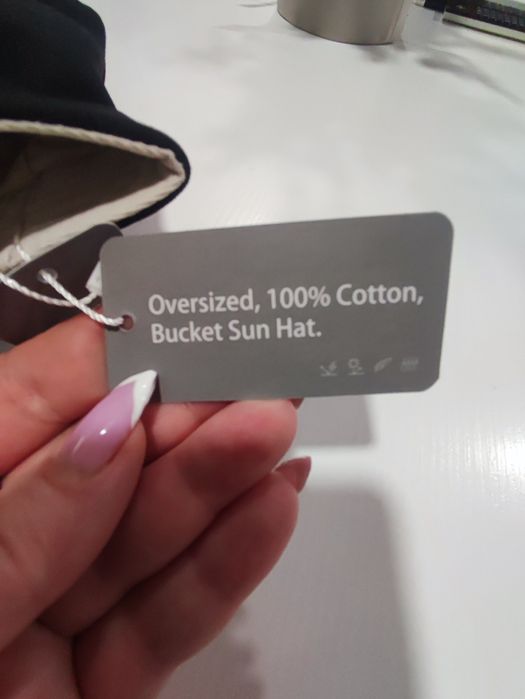 Oversized, 100% Cotton,
Bucket Sun Hat.